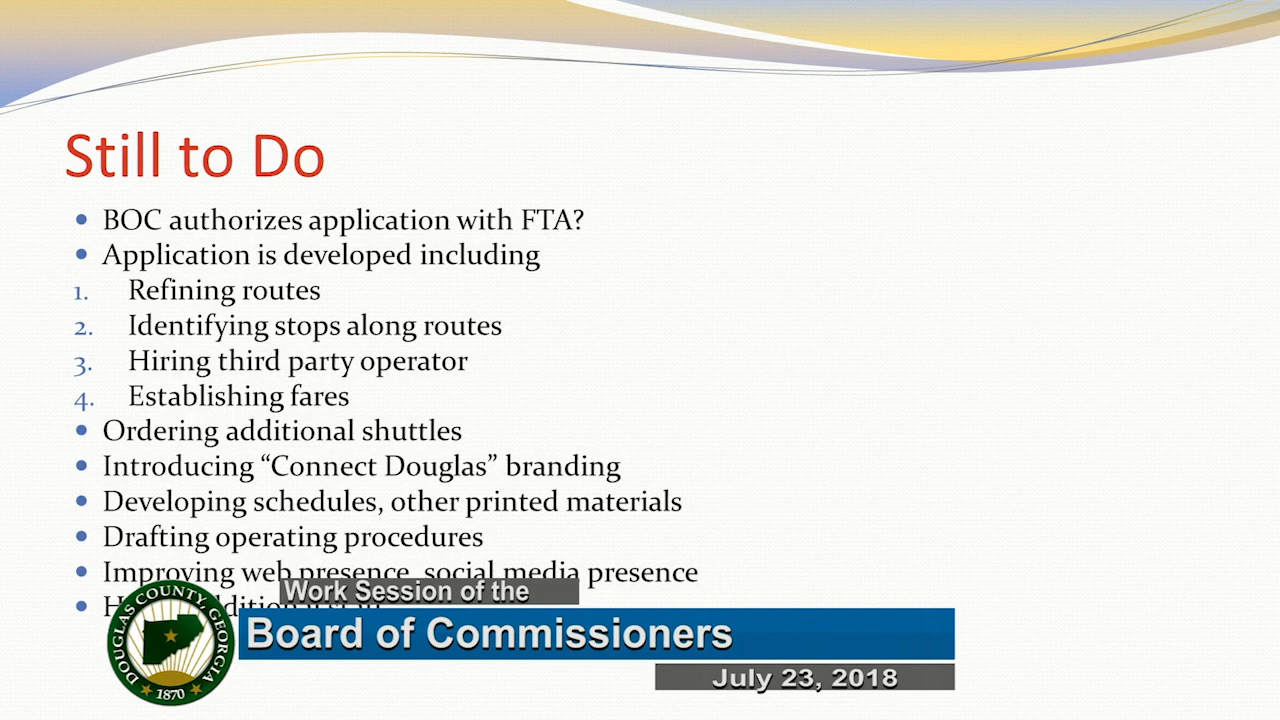 Still to Do
• BOC authorizes application with FTA?
• Application is developed including
1. Refining routes
2. Identifying stops along routes
3. Hiring third party operator
4. Establishing fares
• Ordering additional shuttles
• Introducing “Connect Douglas” branding
• Developing schedules, other printed materials
• Drafting operating procedures
• Improving web presence, social media presence
Work Session of the
Board of Commissioners
July 23, 2018
DOUGLAS COUNTY, GEORGIA
1870